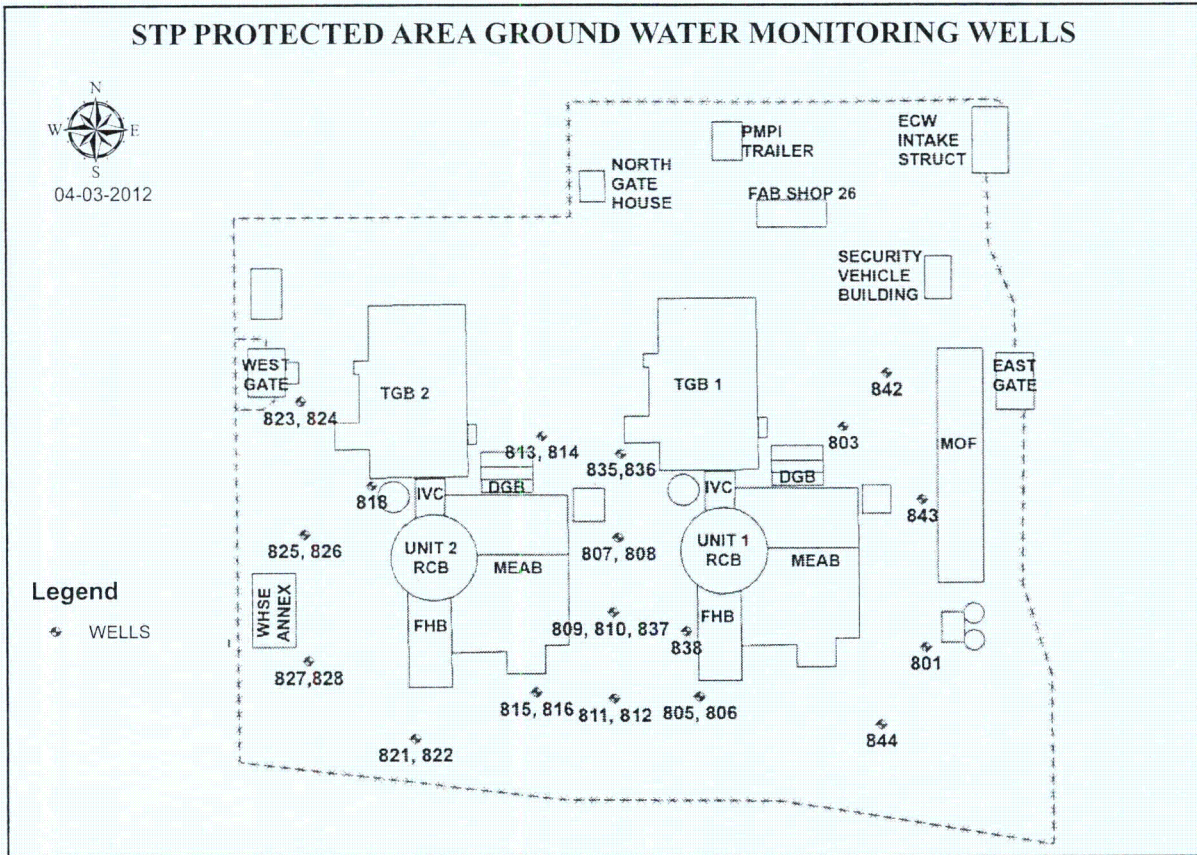 STP PROTECTED AREA GROUND WATER MONITORING WELLS
N
W
E
S
04-03-2012
ECW
INTAKE
STRUCT
PMPI
TRAILER
NORTH
GATE
HOUSE
FAB SHOP 26
SECURITY
VEHICLE
BUILDING
WEST
GATE
EAST
GATE
TGB 2
TGB 1
842
823, 824
803
MOF
813, 814
835,836
DGB
DGB
818
IVC
IVC
843
825, 826
UNIT 2
RCB
MEAB
807, 808
UNIT 1
RCB
MEAB
Legend
WELLS
WHSE
ANNEX
FHB
809, 810, 837
FHB
838
801
827,828
815, 816
811, 812
805, 806
844
821, 822